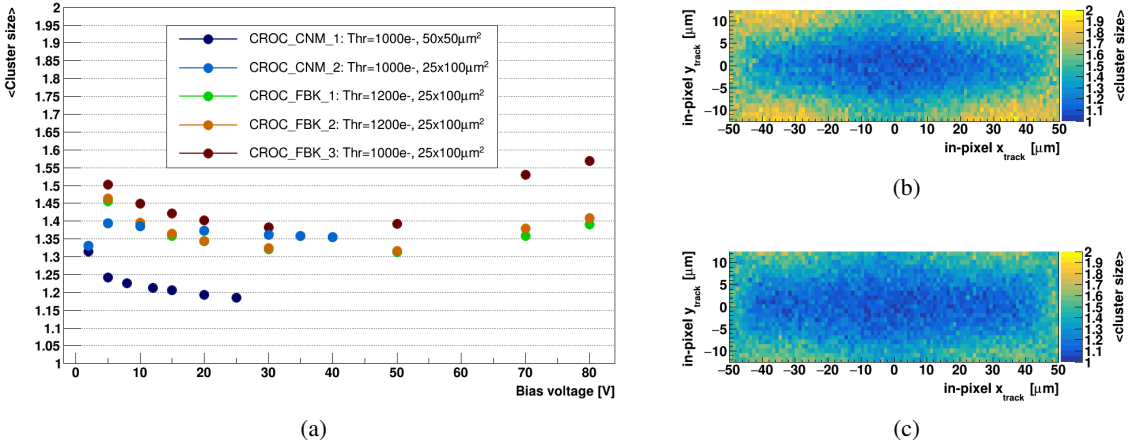 <Cluster size>
2
1.95
1.9
1.85
1.8
1.75
1.7
1.65
1.6
1.55
1.5
1.45
1.4
1.35
1.3
1.25
1.2
1.15
1.1
1.05
1
CROC_CNM_1: Thr=1000e-, 50x50μm²
CROC_CNM_2: Thr=1000e-, 25x100μm²
CROC_FBK_1: Thr=1200e-, 25x100μm²
CROC_FBK_2: Thr=1200e-, 25x100μm²
CROC_FBK_3: Thr=1000e-, 25x100μm²
0 10 20 30 40 50 60 70 80
Bias voltage [V]
(a)
in-pixel y_track [μm]
10
5
0
−5
−10
−50 −40 −30 −20 −10 0 10 20 30 40 50
in-pixel x_track [μm]
2
1.9
1.8
1.7
1.6
1.5
1.4
1.3
1.2
1.1
1
<cluster size>
(b)
in-pixel y_track [μm]
10
5
0
−5
−10
−50 −40 −30 −20 −10 0 10 20 30 40 50
in-pixel x_track [μm]
2
1.9
1.8
1.7
1.6
1.5
1.4
1.3
1.2
1.1
1
<cluster size>
(c)